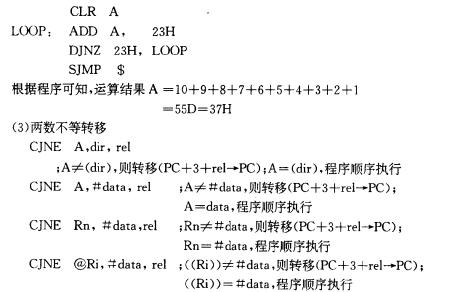 CLR A
LOOP: ADD A, 23H
DJNZ 23H, LOOP
SJMP $
根据程序可知,运算结果 A =10+9+8+7+6+5+4+3+2+1
=55D=37H
(3)两数不等转移
CJNE A,dir, rel
;A≠(dir),则转移(PC+3+rel→PC);A=(dir),程序顺序执行
CJNE A,#data, rel ;A≠#data,则转移(PC+3+rel→PC);
A=data,程序顺序执行
CJNE Rn, #data,rel ;Rn≠#data,则转移(PC+3+rel→PC);
Rn=#data,程序顺序执行
CJNE @Ri,#data, rel ;((Ri))≠#data,则转移(PC+3+rel→PC);
((Ri))=#data,程序顺序执行